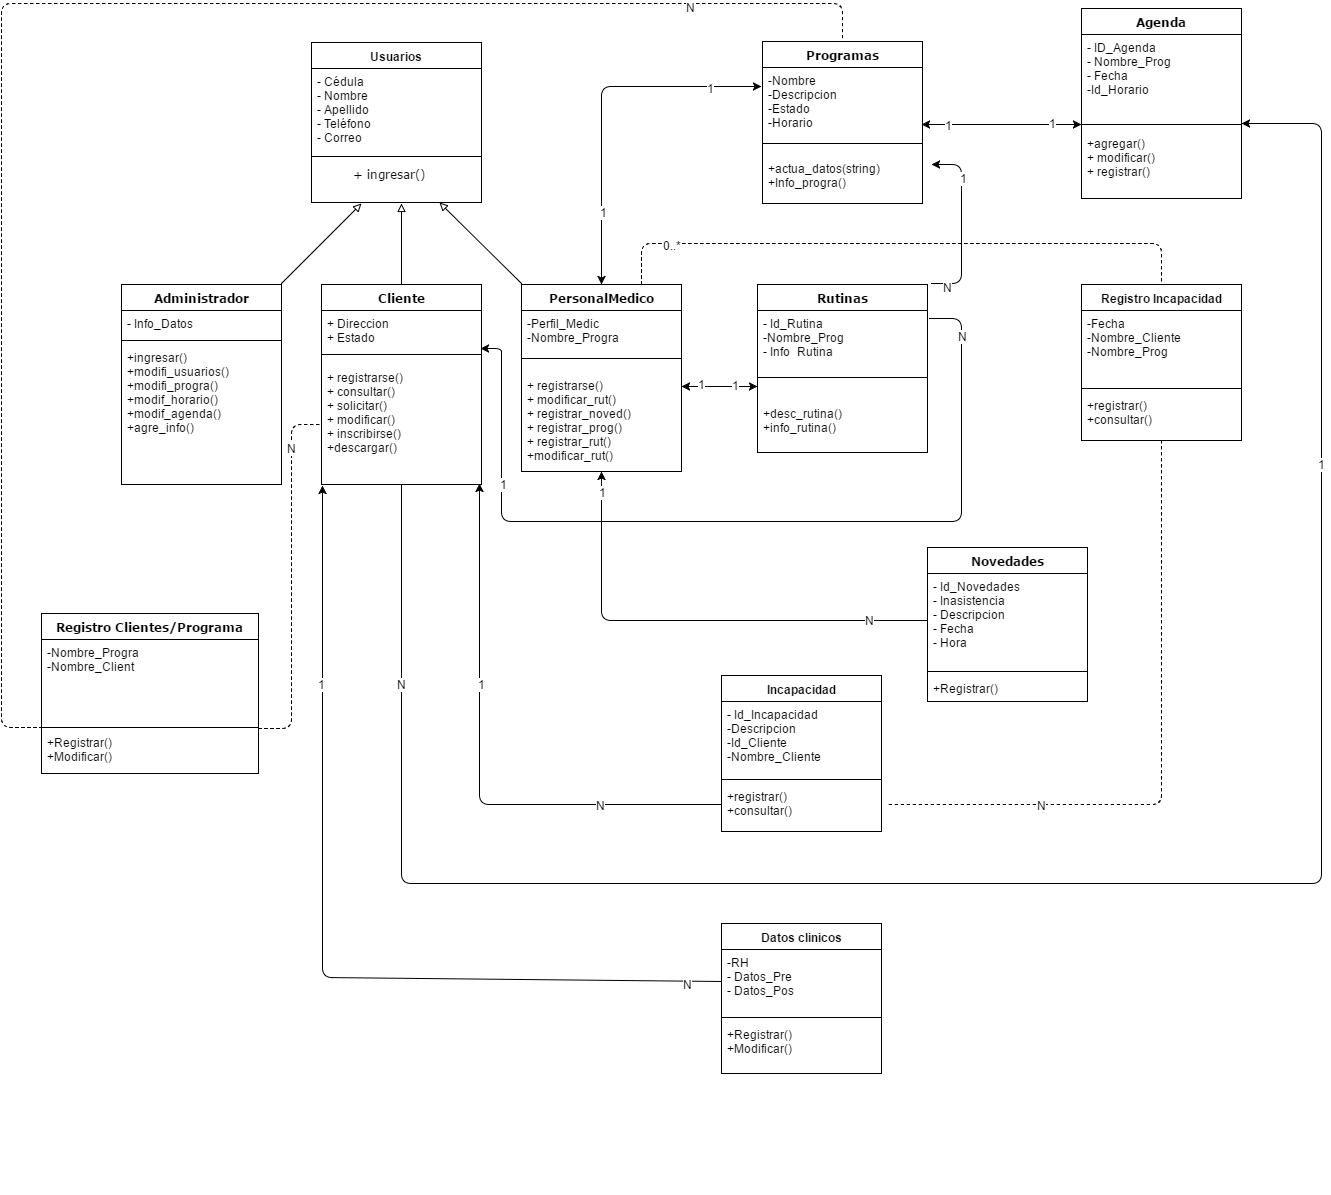 N
Usuarios
- Cédula
- Nombre
- Apellido
- Teléfono
- Correo
+ ingresar()
Programas
-Nombre
-Descripcion
-Estado
-Horario
+actua_datos(string)
+Info_progra()
Agenda
- ID_Agenda
- Nombre_Prog
- Fecha
-Id_Horario
+agregar()
+ modificar()
+ registrar()
1
1
1
1
1
0..*
N
Administrador
- Info_Datos
+ingresar()
+modifi_usuarios()
+modifi_progra()
+modif_horario()
+modif_agenda()
+agre_info()
Cliente
+ Direccion
+ Estado
+ registrarse()
+ consultar()
+ solicitar()
+ modificar()
+ inscribirse()
+descargar()
PersonalMedico
-Perfil_Medic
-Nombre_Progra
+ registrarse()
+ modificar_rut()
+ registrar_noved()
+ registrar_prog()
+ registrar_rut()
+modificar_rut()
Rutinas
- Id_Rutina
-Nombre_Prog
- Info Rutina
+desc_rutina()
+info_rutina()
Registro Incapacidad
-Fecha
-Nombre_Cliente
-Nombre_Prog
+registrar()
+consultar()
N
1
1
N
1
1
1
Novedades
- Id_Novedades
- Inasistencia
- Descripcion
- Fecha
- Hora
+Registrar()
N
Registro Clientes/Programa
-Nombre_Progra
-Nombre_Client
+Registrar()
+Modificar()
1
N
1
Incapacidad
- Id_Incapacidad
-Descripcion
-Id_Cliente
-Nombre_Cliente
+registrar()
+consultar()
N
N
Datos clinicos
-RH
- Datos_Pre
- Datos_Pos
+Registrar()
+Modificar()
N